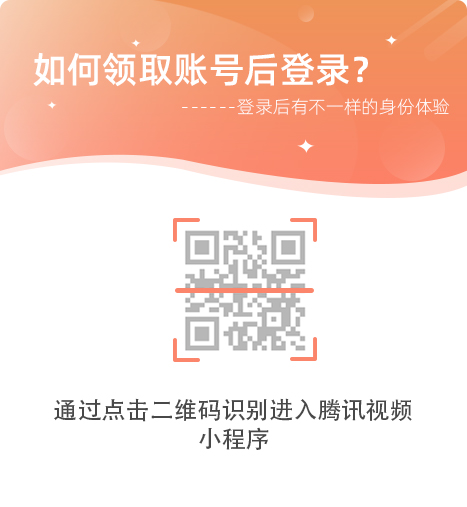 如何领取账号后登录？
------登录后有不一样的身份体验
通过点击二维码识别进入腾讯视频
小程序